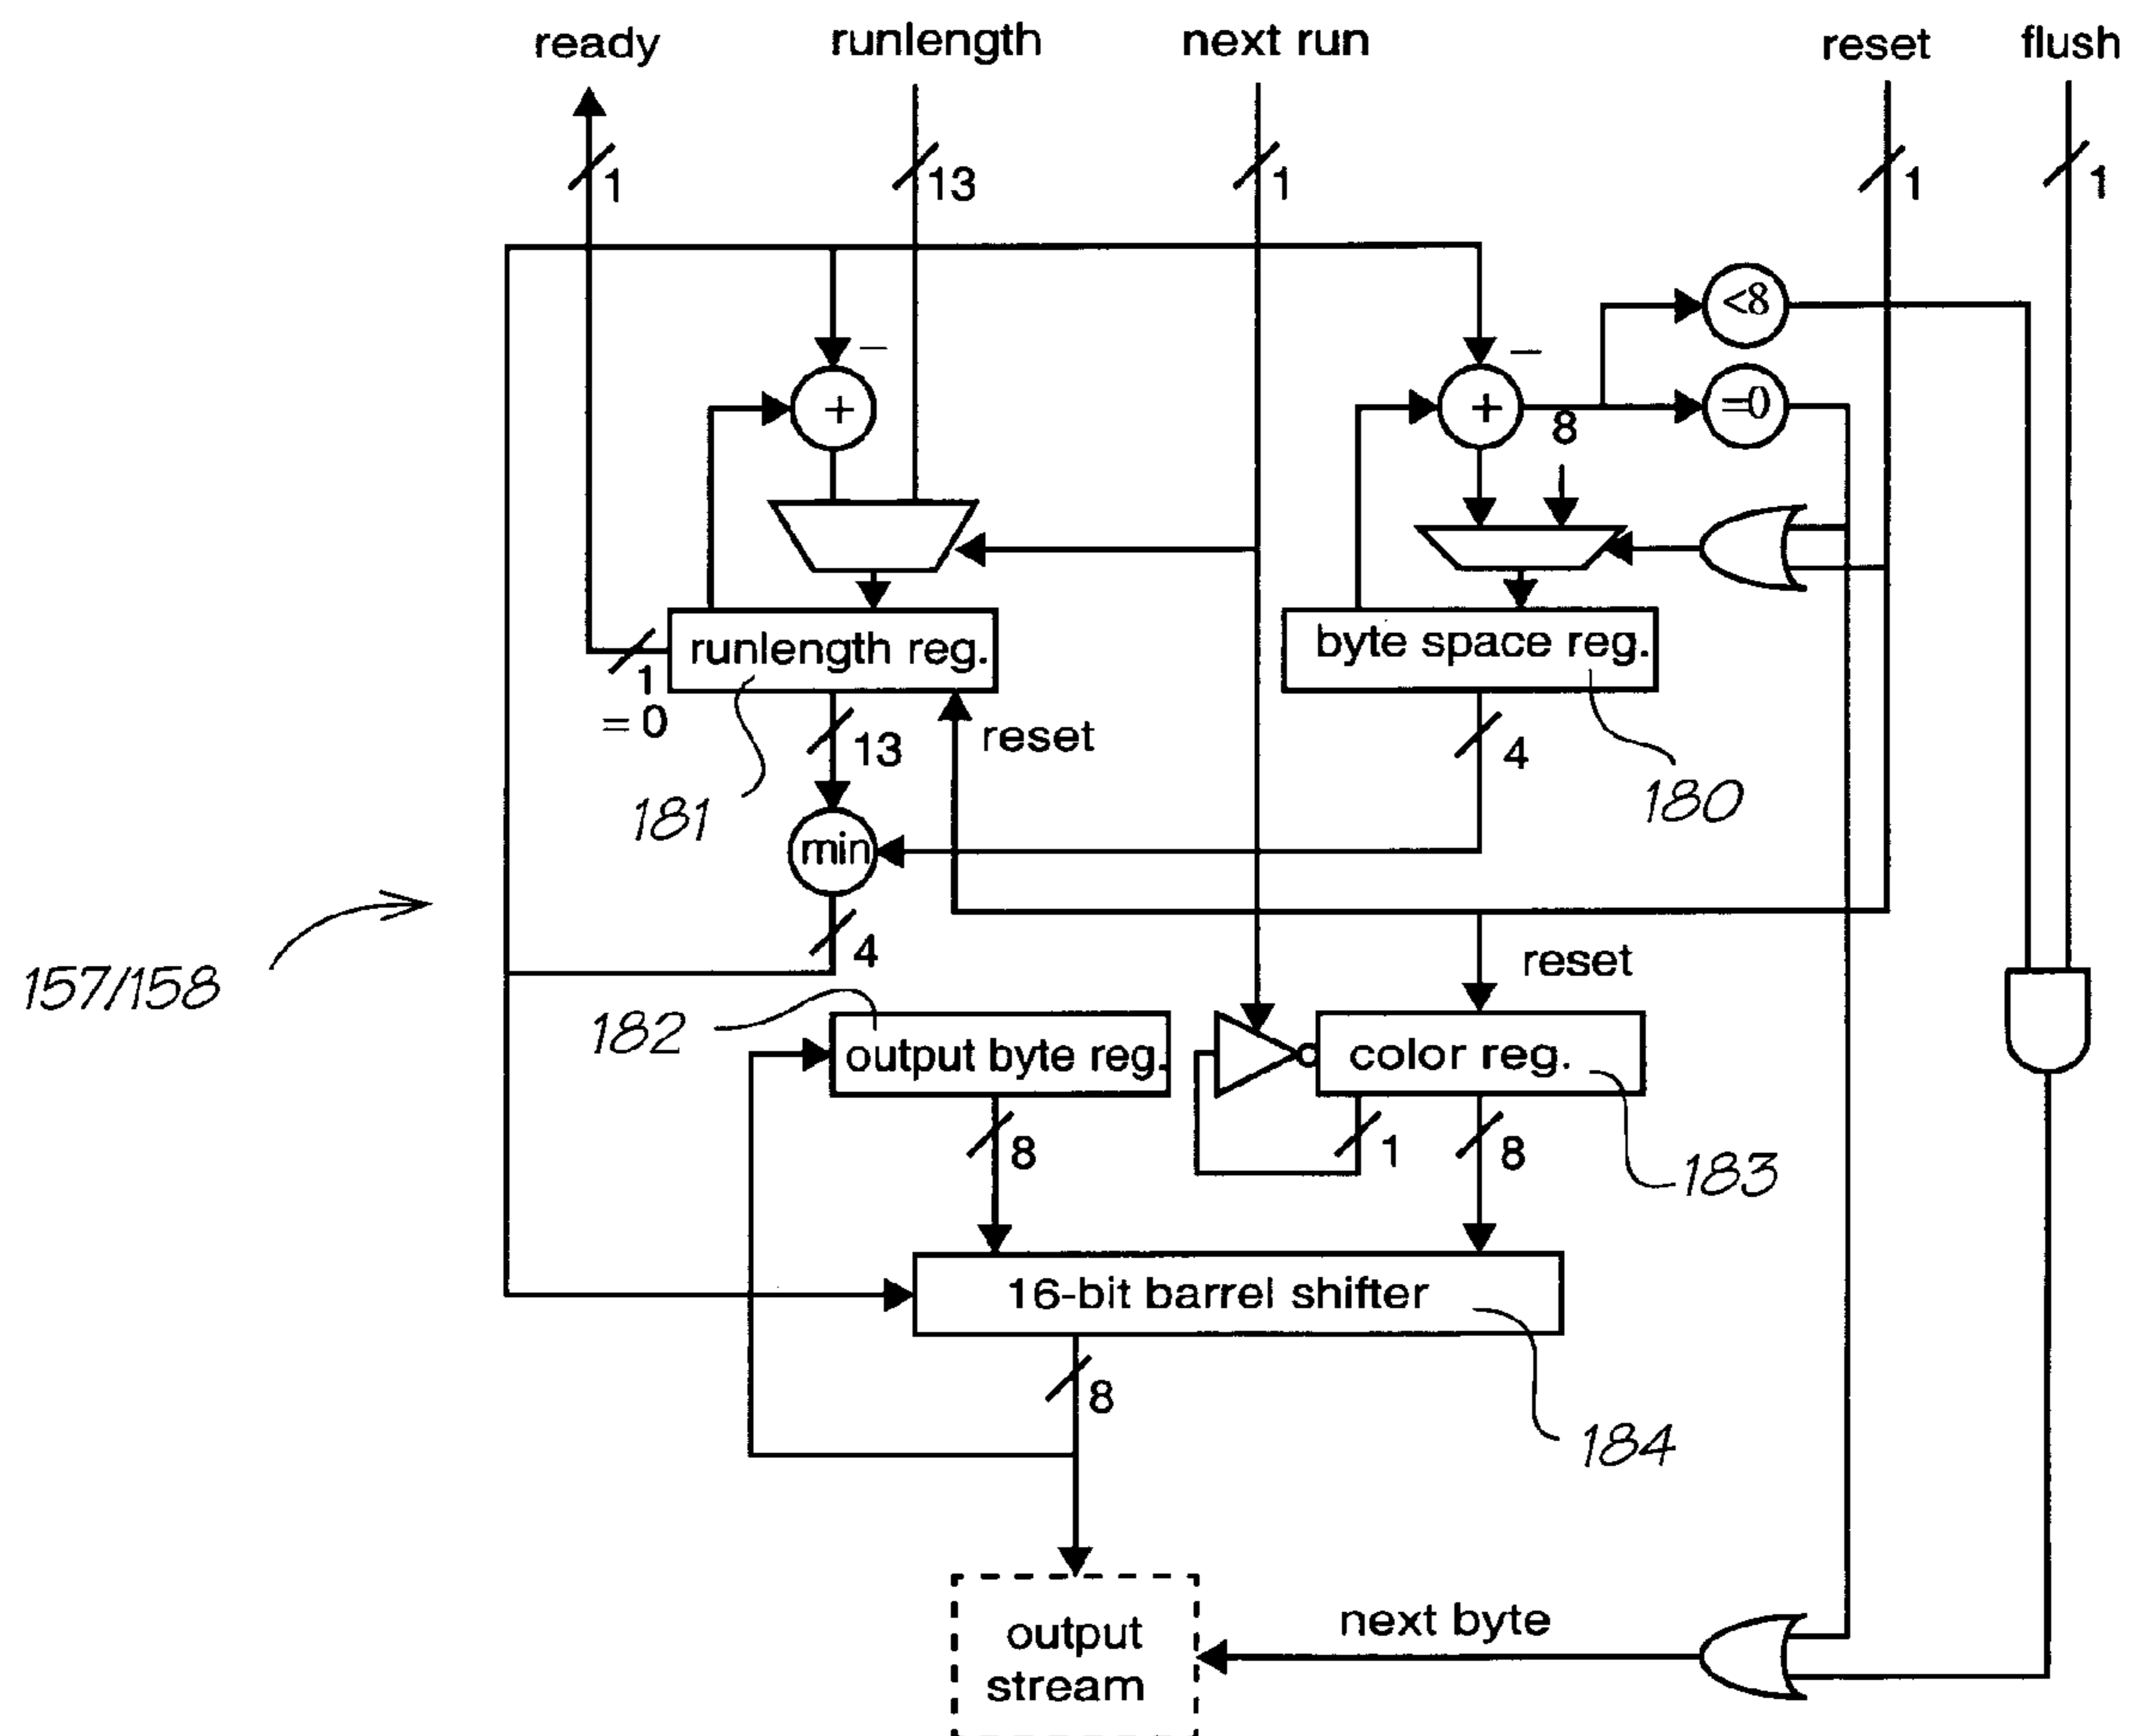 ready
runlength
next run
reset
flush
1
13
1
1
1
−
−
<8
+
+
8
=0
runlength reg.
byte space reg.
1
= 0
13
reset
4
181
180
min
4
reset
157/158
182
output byte reg.
color reg.
8
1
8
183
16-bit barrel shifter
8
184
output
stream
next byte